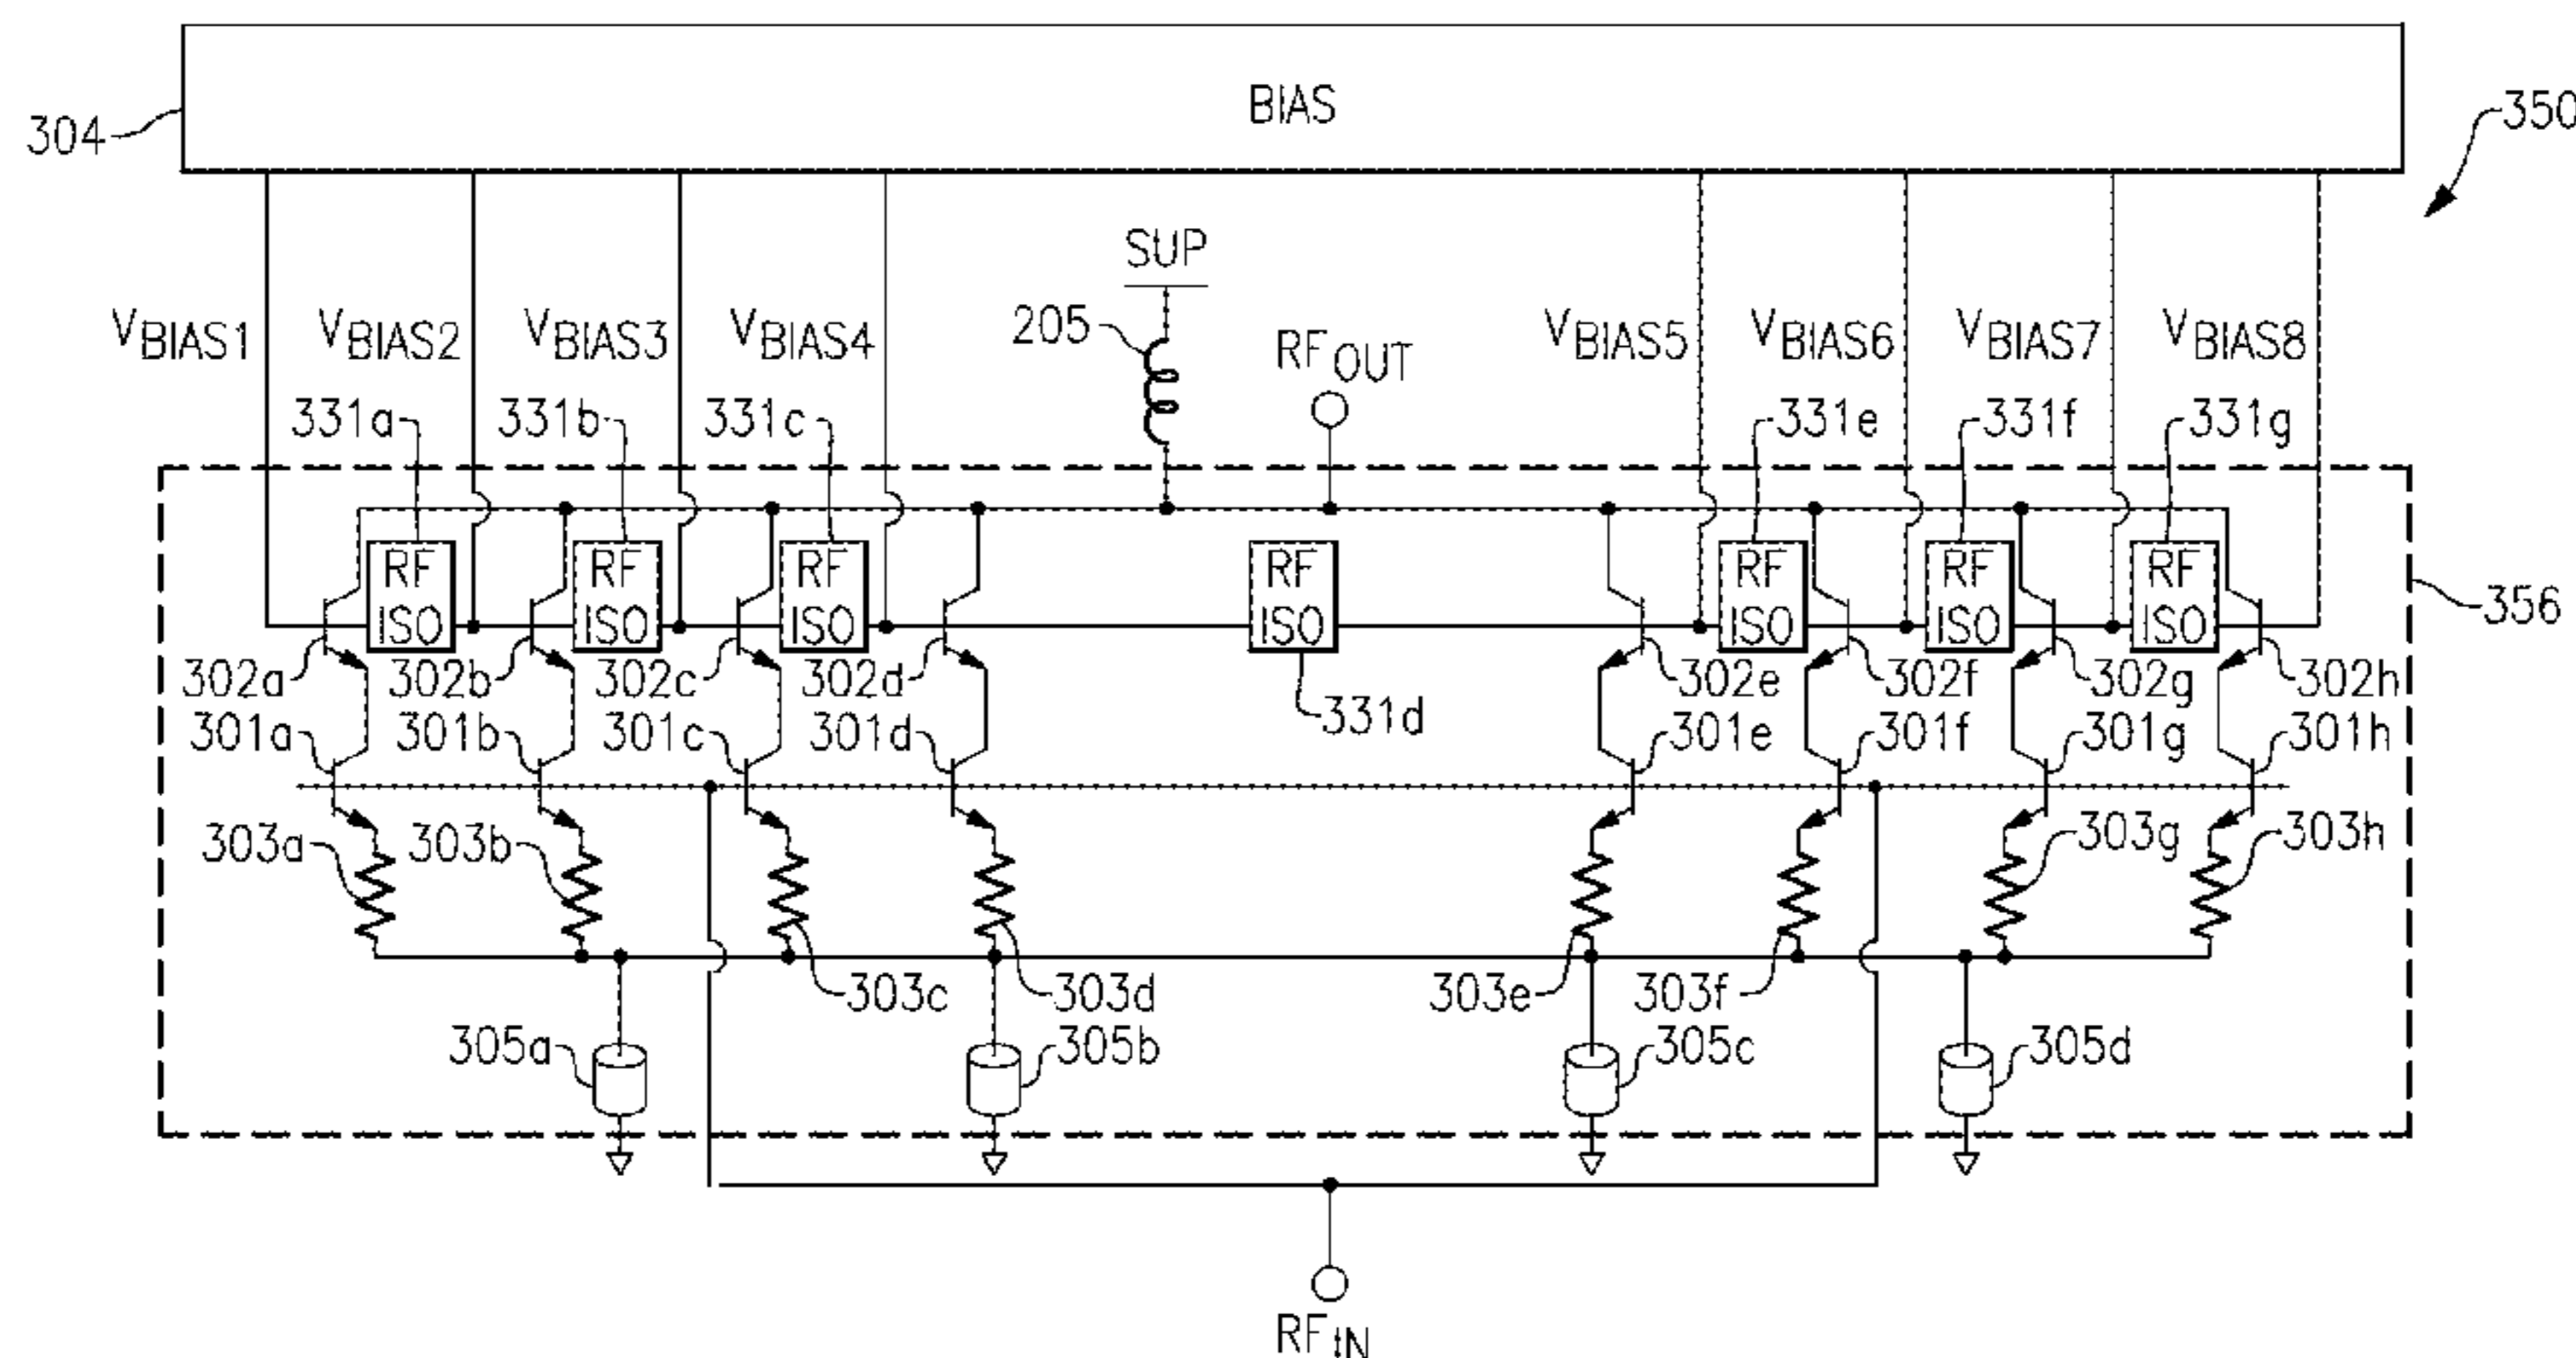 BIAS
304
350
SUP
205
RFOUT
VBIAS1
VBIAS2
VBIAS3
VBIAS4
VBIAS5
VBIAS6
VBIAS7
VBIAS8
331a
331b
331c
331e
331f
331g
RF ISO
RF ISO
RF ISO
RF ISO
RF ISO
RF ISO
RF ISO
356
302a
302b
302c
302d
331d
302e
302f
302g
302h
301a
301b
301c
301d
301e
301f
301g
301h
303a
303b
303g
303h
303c
303d
303e
303f
305a
305b
305c
305d
RFIN